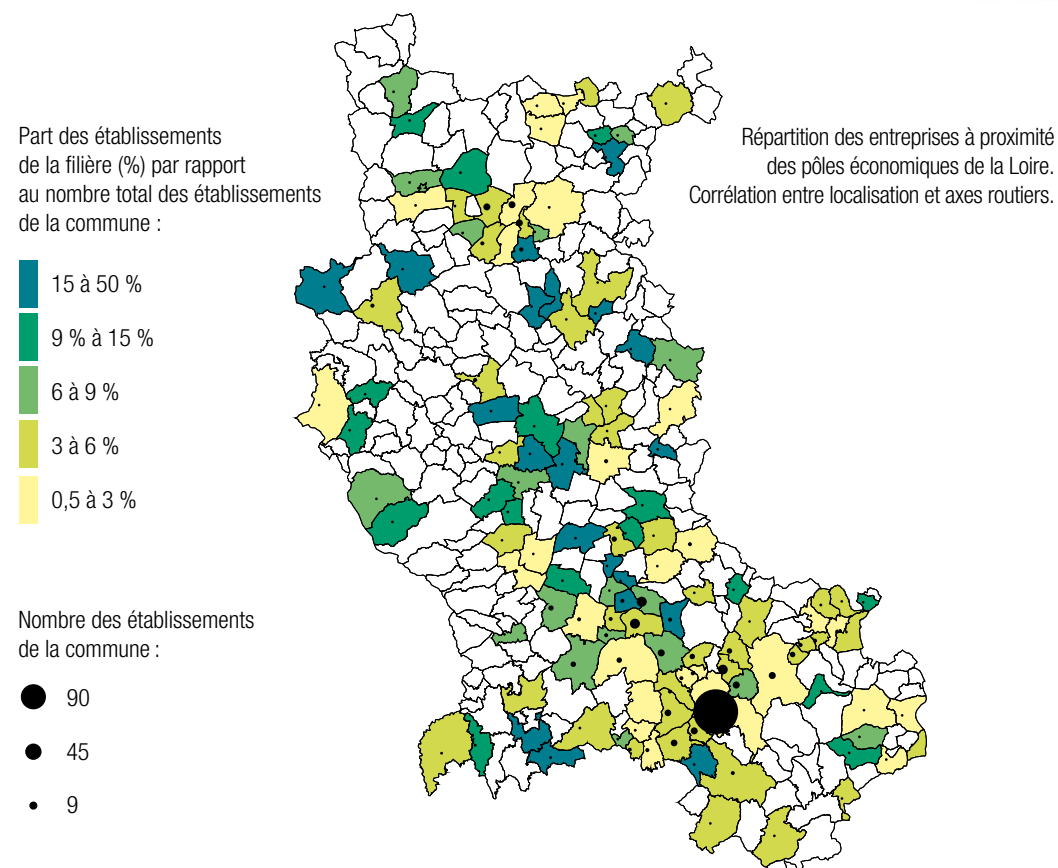 Part des établissements
de la filière (%) par rapport
au nombre total des établissements
de la commune :
15 à 50 %
9 % à 15 %
6 à 9 %
3 à 6 %
0,5 à 3 %
Nombre des établissements
de la commune :
90
45
9
Répartition des entreprises à proximité
des pôles économiques de la Loire.
Corrélation entre localisation et axes routiers.